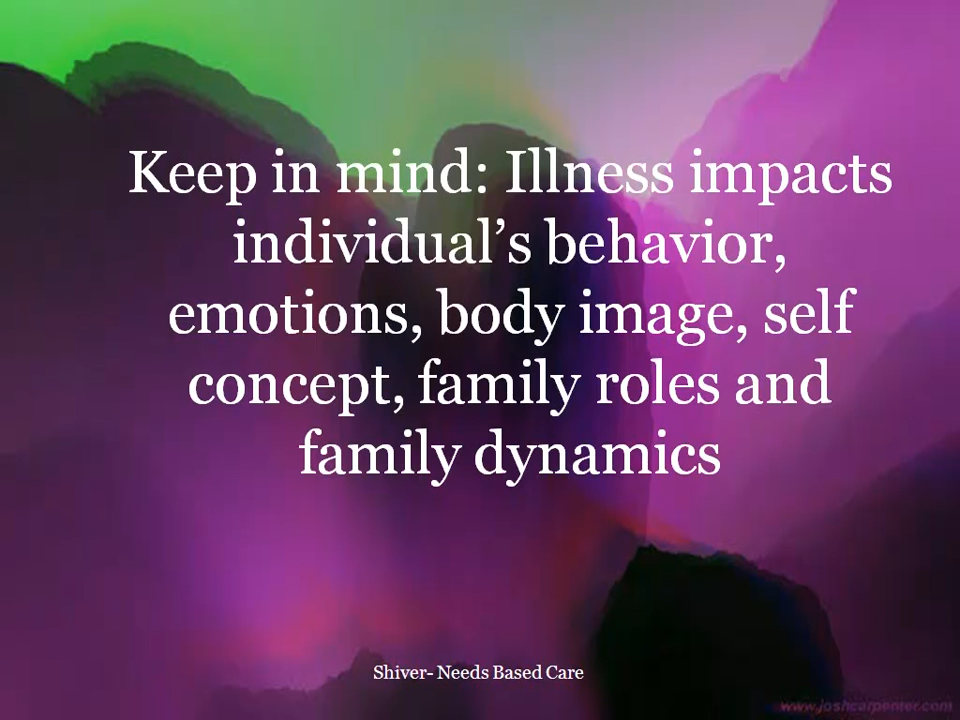 Keep in mind: Illness impacts
individual’s behavior,
emotions, body image, self
concept, family roles and
family dynamics
Shiver- Needs Based Care
www.joshcarpenter.com